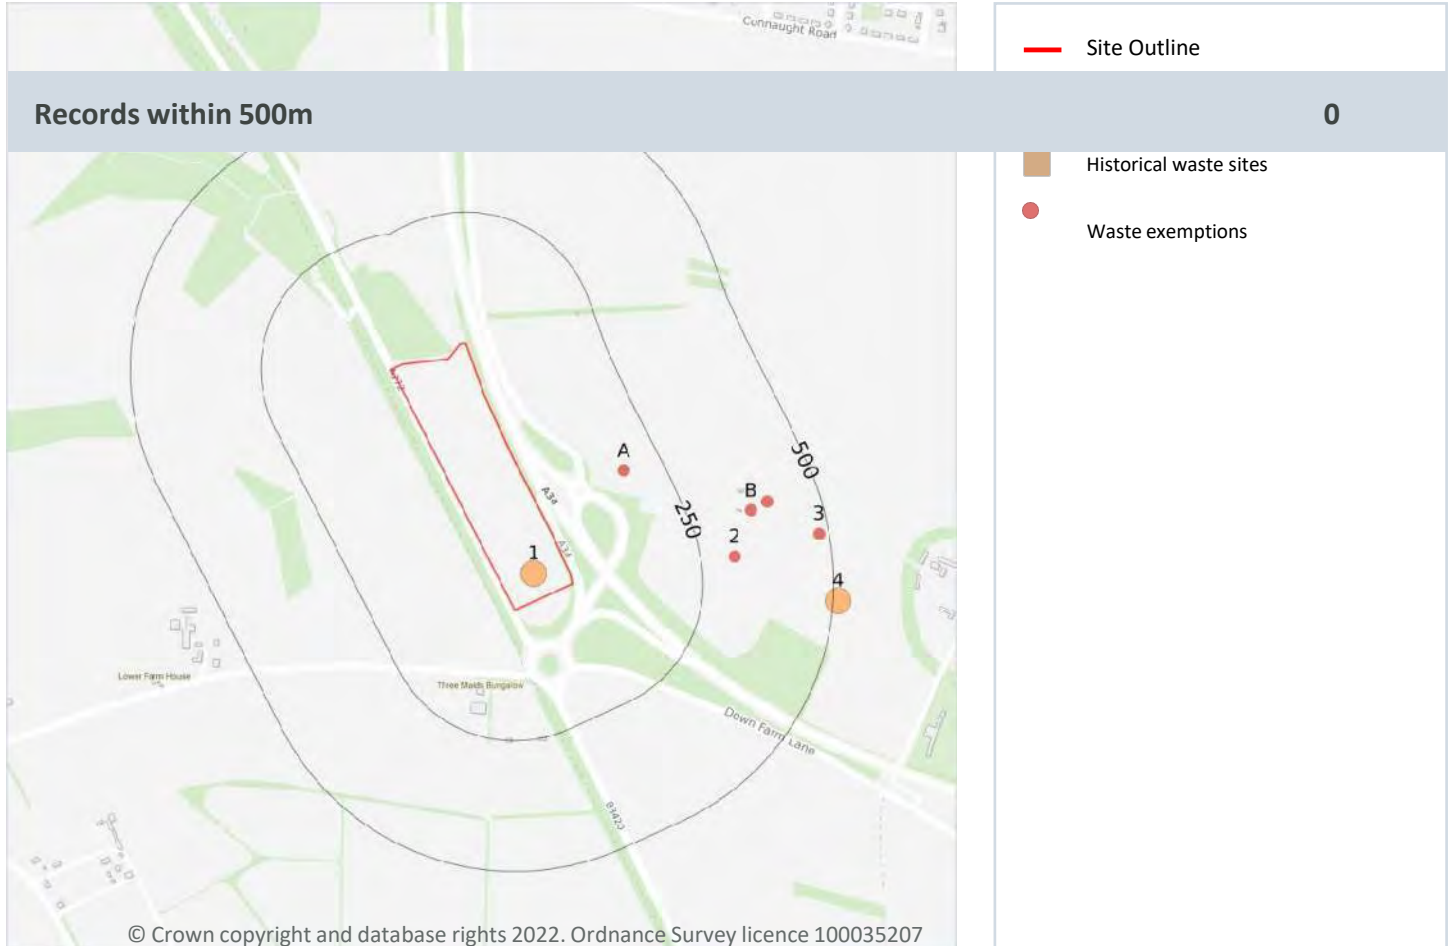 Connaught Road
Site Outline
Records within 500m 0
Historical waste sites
Waste exemptions
A272
A
500
A34
B
250
3
2
A34
1
4
Lower Farm House
Three Maids Bungalow
Down Farm Lane
B3420
© Crown copyright and database rights 2022. Ordnance Survey licence 100035207